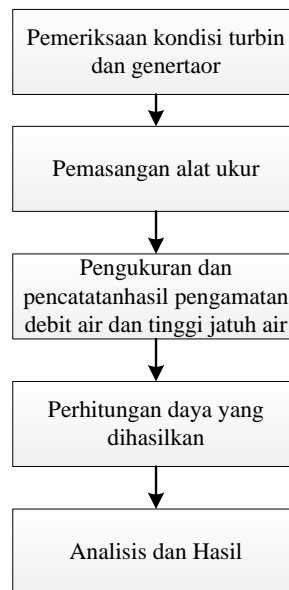 Pemeriksaan kondisi turbin
dan genertaor
Pemasangan alat ukur
Pengukuran dan
pencatatanhasil pengamatan
debit air dan tinggi jatuh air
Perhitungan daya yang
dihasilkan
Analisis dan Hasil